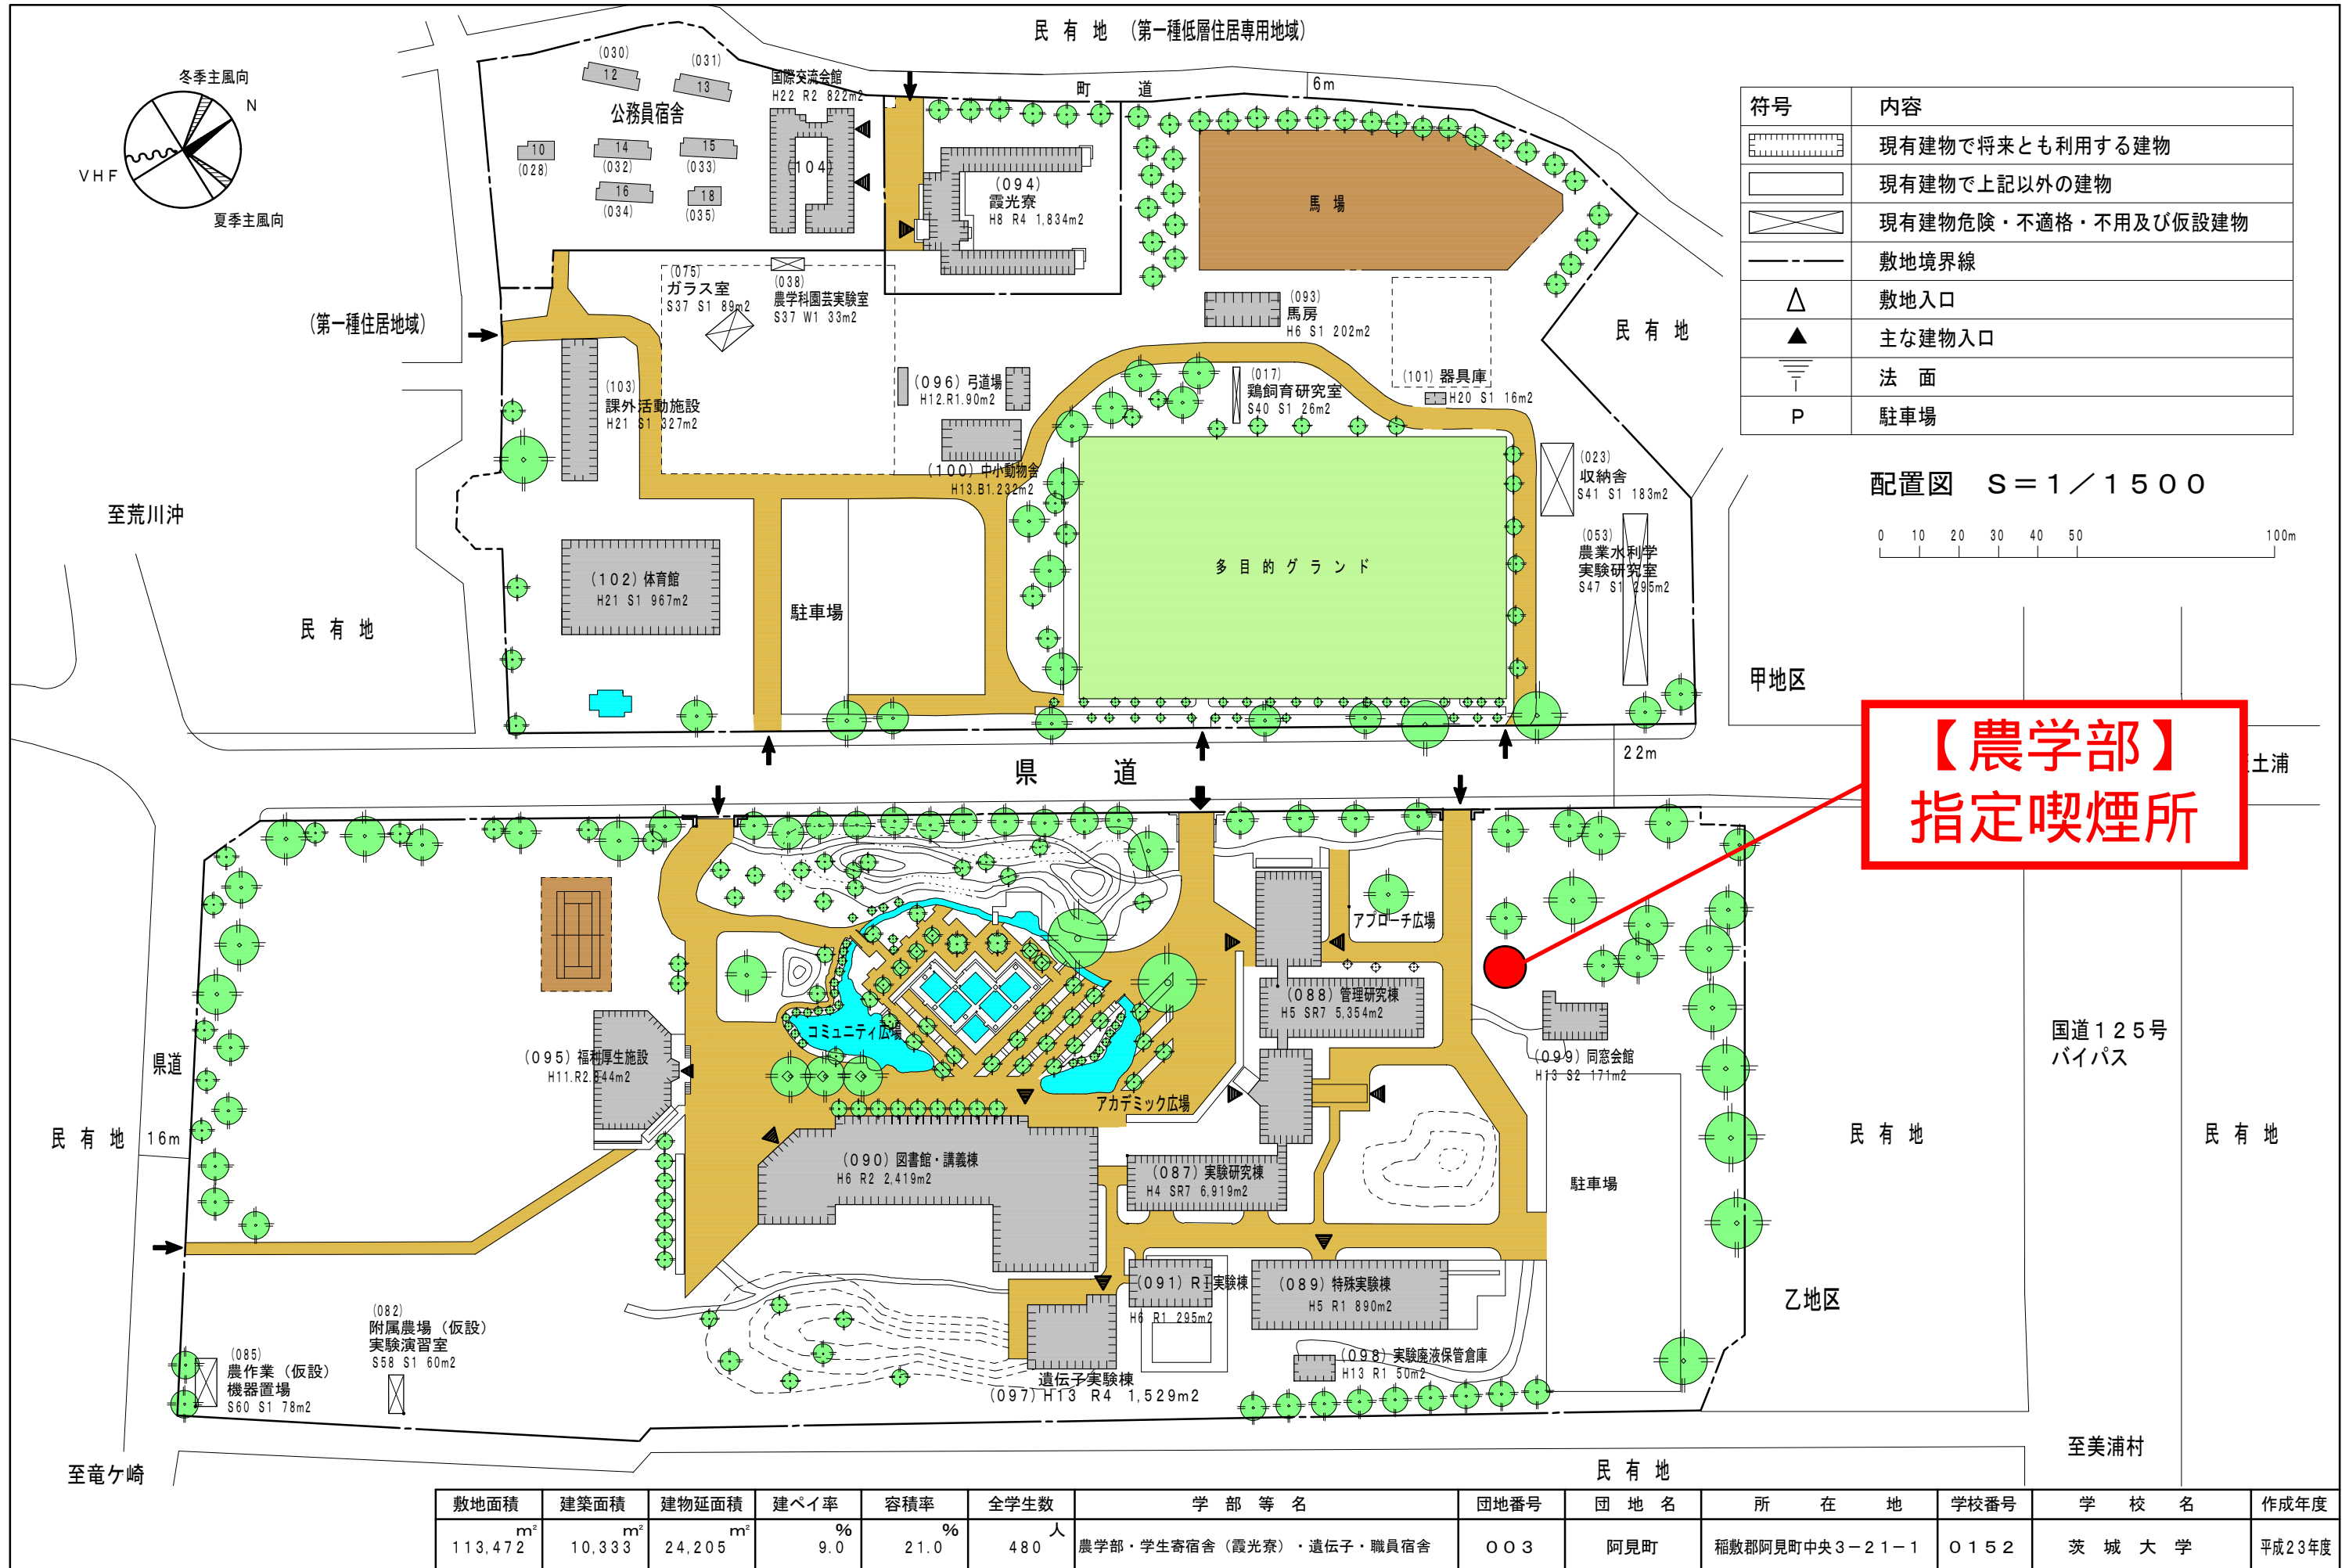 民 有 地 （第一種低層住居専用地域）
冬季主風向
N
VHF
夏季主風向
(030)
12
(031)
13
公務員宿舎
10
(028)
14
(032)
15
(033)
16
(034)
18
(035)
国際交流会館
H22 R2 822m2
(104)
町 道
6m
(094)
霞光寮
H8 R4 1,834m2
馬 場
符号 内容
現有建物で将来とも利用する建物
現有建物で上記以外の建物
現有建物危険・不適格・不用及び仮設建物
敷地境界線
敷地入口
主な建物入口
法 面
P 駐車場
配置図 S＝1／1500
0 10 20 30 40 50 100m
(075)
ガラス室
S37 S1 89m2
(038)
農学科園芸実験室
S37 W1 33m2
(093)
馬房
H6 S1 202m2
民 有 地
（第一種住居地域）
(103)
課外活動施設
H21 S1 327m2
(096) 弓道場
H12.R1.90m2
(017)
鶏飼育研究室
S40 S1 26m2
(101) 器具庫
H20 S1 16m2
(100) 中小動物舎
H13.B1.232m2
(023)
収納舎
S41 S1 183m2
(053)
農業水利学
実験研究室
S47 S1 295m2
至荒川沖
民 有 地
(102) 体育館
H21 S1 967m2
駐車場
多 目 的 グ ラ ン ド
甲地区
【農学部】
指定喫煙所
土浦
22m
県 道
アプローチ広場
(088) 管理研究棟
H5 SR7 5,354m2
コミュニティ広場
(095) 福利厚生施設
H11.R2.844m2
県道
16m
民 有 地
アカデミック広場
(099) 同窓会館
H13 S2 171m2
国道125号
バイパス
民 有 地
民 有 地
(090) 図書館・講義棟
H6 R2 2,419m2
(087) 実験研究棟
H4 SR7 6,919m2
駐車場
(091) RI実験棟
H6 R1 295m2
(089) 特殊実験棟
H5 R1 890m2
乙地区
(082)
附属農場（仮設）
実験演習室
S58 S1 60m2
(085)
農作業（仮設）
機器置場
S60 S1 78m2
(098) 実験廃液保管倉庫
H13 R1 50m2
遺伝子実験棟
(097) H13 R4 1,529m2
至竜ケ崎
至美浦村
民 有 地
敷地面積 建築面積 建物延面積 建ペイ率 容積率 全学生数 学 部 等 名 団地番号 団 地 名 所 在 地 学校番号 学 校 名 作成年度
113,472㎡ 10,333㎡ 24,205㎡ 9.0％ 21.0％ 480人 農学部・学生寄宿舎（霞光寮）・遺伝子・職員宿舎 003 阿見町 稲敷郡阿見町中央3－21－1 0152 茨 城 大 学 平成23年度